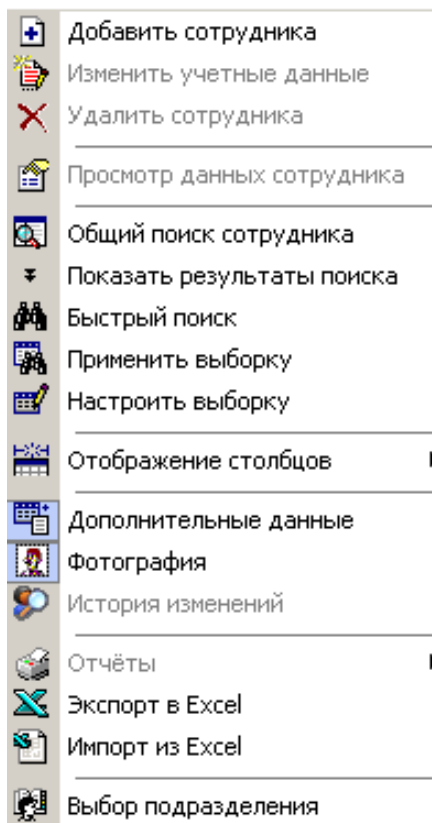 Добавить сотрудника
Изменить учетные данные
Удалить сотрудника
Просмотр данных сотрудника
Общий поиск сотрудника
Показать результаты поиска
Быстрый поиск
Применить выборку
Настроить выборку
Отображение столбцов
Дополнительные данные
Фотография
История изменений
Отчёты
Экспорт в Excel
Импорт из Excel
Выбор подразделения